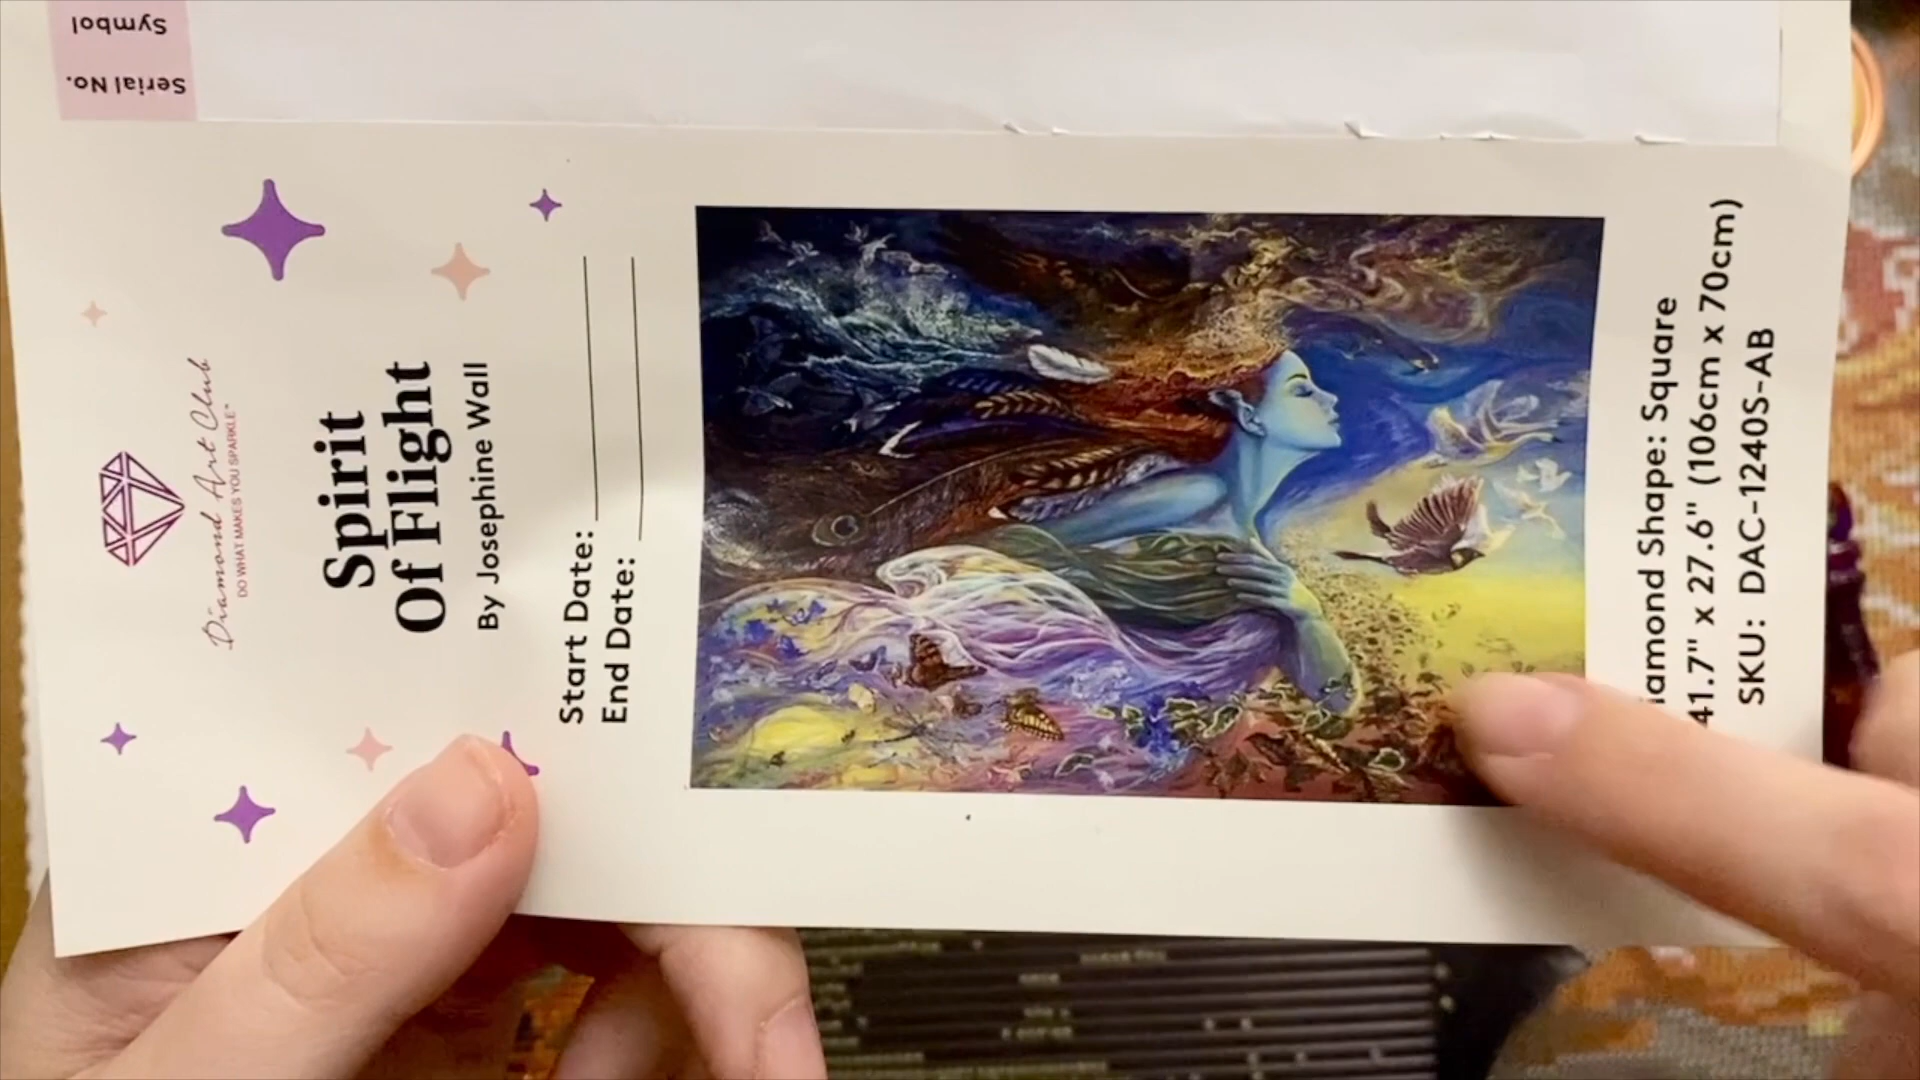 Symbol
Serial No.
Diamond Art Club
DO WHAT MAKES YOU SPARKLE™
Spirit
Of Flight
By Josephine Wall
Start Date:
End Date:
iamond Shape: Square
41.7" x 27.6" (106cm x 70cm)
SKU: DAC-1240S-AB